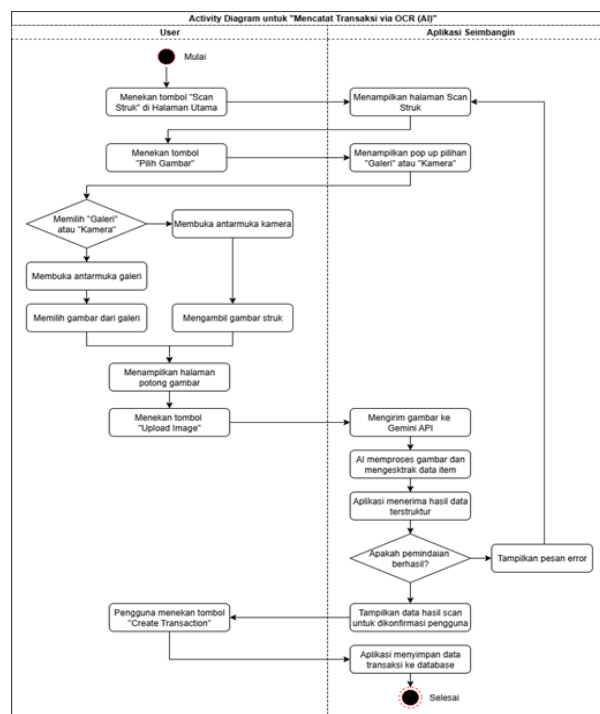 Activity Diagram untuk "Mencatat Transaksi via OCR (AI)"
User
Aplikasi Seimbangin
Mulai
Menekan tombol "Scan
Struk" di Halaman Utama
Menampilkan halaman Scan
Struk
Menekan tombol
"Pilih Gambar"
Menampilkan pop up pilihan
"Galeri" atau "Kamera"
Memilih "Galeri"
atau "Kamera"
Membuka antarmuka kamera
Membuka antarmuka galeri
Memilih gambar dari galeri
Mengambil gambar struk
Menampilkan halaman
potong gambar
Menekan tombol
"Upload Image"
Mengirim gambar ke
Gemini API
AI memproses gambar dan
mengesktrak data item
Aplikasi menerima hasil data
terstruktur
Apakah pemindaian
berhasil?
Tampilkan pesan error
Pengguna menekan tombol
"Create Transaction"
Tampilkan data hasil scan
untuk dikonfirmasi pengguna
Aplikasi menyimpan data
transaksi ke database
Selesai